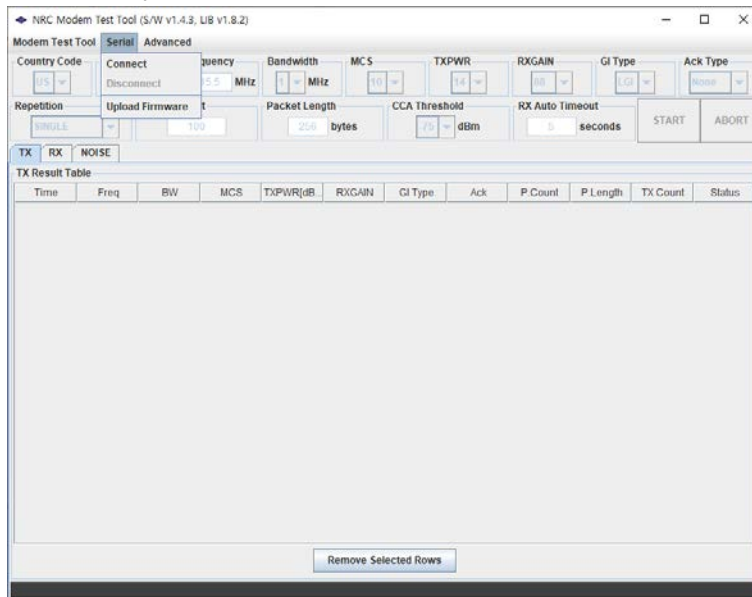 NRC Modem Test Tool (S/W v1.4.3, LIB v1.8.2)
Modem Test Tool Serial Advanced
Country Code quency Bandwidth MCS TXPWR RXGAIN GI Type Ack Type
US 5.5 MHz 1 MHz 10 14 LGI None
Connect
Disconnect
Upload Firmware
Repetition t Packet Length CCA Threshold RX Auto Timeout
SINGLE 100 256 bytes 75 dBm 5 seconds START ABORT
TX RX NOISE
TX Result Table
Time Freq BW MCS TXPWR[dB... RXGAIN GI Type Ack P.Count P.Length TX Count Status
Remove Selected Rows